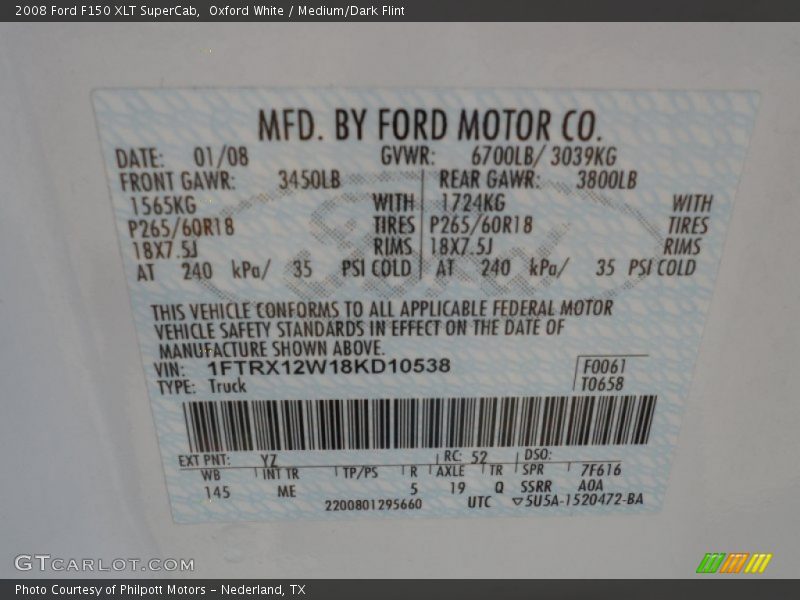 2008 Ford F150 XLT SuperCab,  Oxford White / Medium/Dark Flint
MFD. BY FORD MOTOR CO.
DATE: 01/08 GVWR: 6700LB/ 3039KG
FRONT GAWR: 3450LB REAR GAWR: 3800LB
1565KG WITH 1724KG WITH
P265/60R18 TIRES P265/60R18 TIRES
18X7.5J RIMS 18X7.5J RIMS
AT 240 kPa/ 35 PSI COLD AT 240 kPa/ 35 PSI COLD
THIS VEHICLE CONFORMS TO ALL APPLICABLE FEDERAL MOTOR
VEHICLE SAFETY STANDARDS IN EFFECT ON THE DATE OF
MANUFACTURE SHOWN ABOVE.
VIN: 1FTRX12W18KD10538 F0061
TYPE: Truck T0658
EXT PNT: YZ RC: 52 DSO:
WB INT TR TP/PS R AXLE TR SPR 7F616
145 ME 5 19 Q SSRR A0A
2200801295660 UTC ▽5U5A-1520472-BA
GTCARLOT.COM
Photo Courtesy of Philpott Motors - Nederland, TX